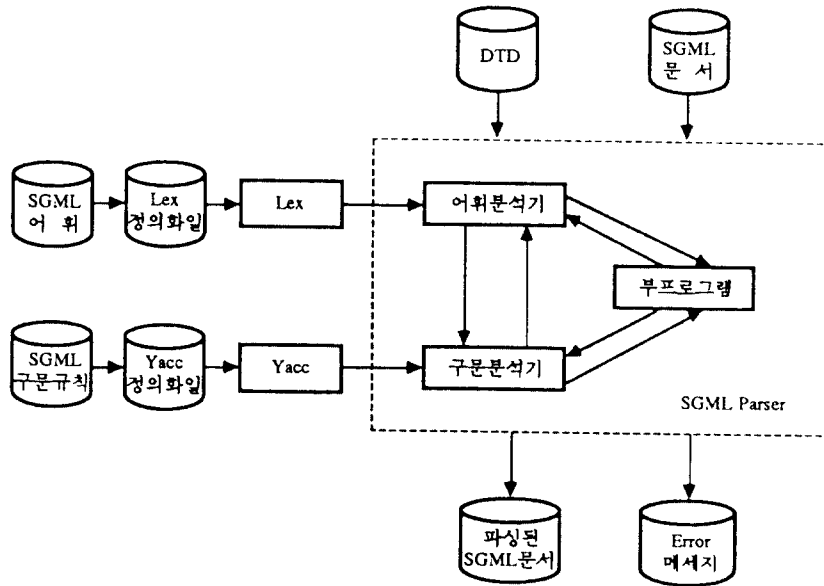 DTD
SGML
문 서
SGML
어 휘
Lex
정의화일
Lex
어휘분석기
부프로그램
SGML
구문규칙
Yacc
정의화일
Yacc
구문분석기
SGML Parser
파싱된
SGML문서
Error
메세지